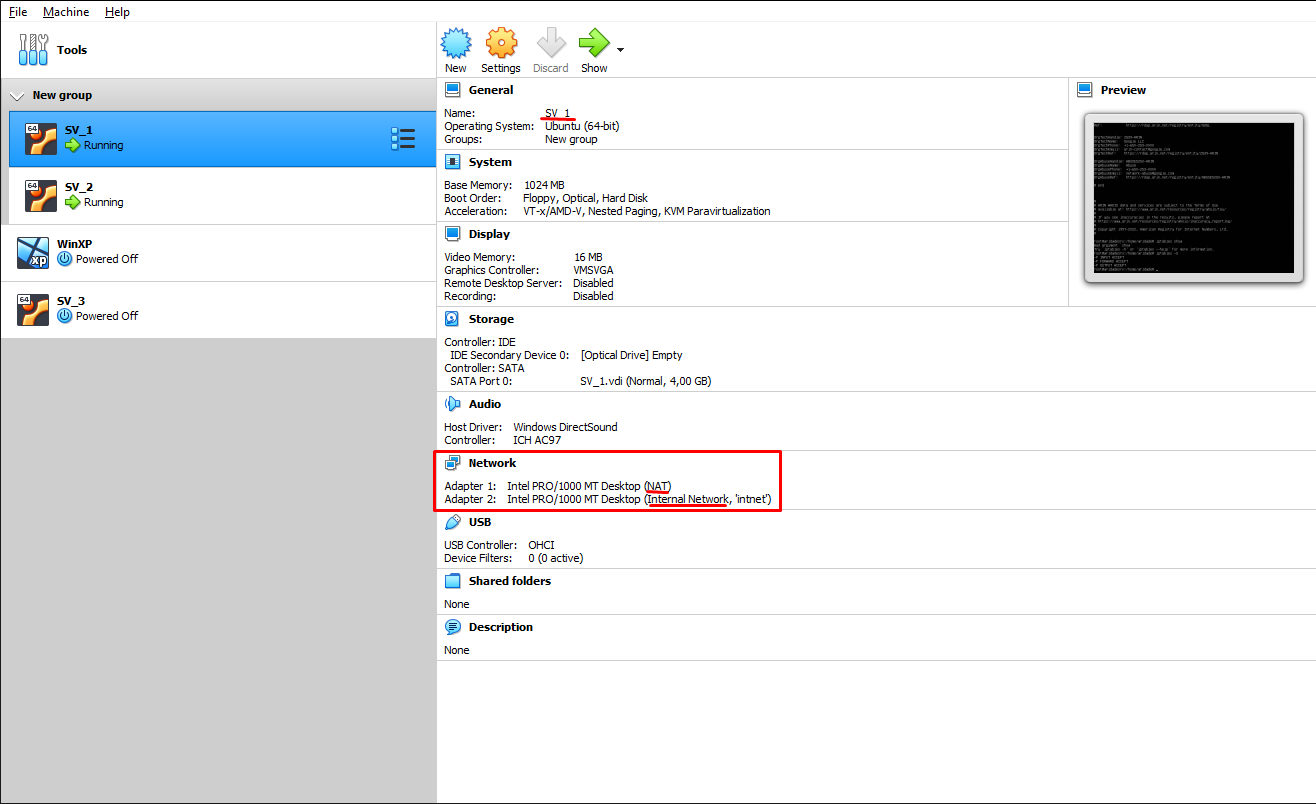 File Machine Help
Tools
New group
64
SV_1
Running
64
SV_2
Running
WinXP
xp
Powered Off
64
SV_3
Powered Off
New Settings Discard Show
General
Name: SV_1
Operating System: Ubuntu (64-bit)
Groups: New group
System
Base Memory: 1024 MB
Boot Order: Floppy, Optical, Hard Disk
Acceleration: VT-x/AMD-V, Nested Paging, KVM Paravirtualization
Display
Video Memory: 16 MB
Graphics Controller: VMSVGA
Remote Desktop Server: Disabled
Recording: Disabled
Storage
Controller: IDE
IDE Secondary Device 0: [Optical Drive] Empty
Controller: SATA
SATA Port 0: SV_1.vdi (Normal, 4,00 GB)
Audio
Host Driver: Windows DirectSound
Controller: ICH AC97
Network
Adapter 1: Intel PRO/1000 MT Desktop (NAT)
Adapter 2: Intel PRO/1000 MT Desktop (Internal Network, 'intnet')
USB
USB Controller: OHCI
Device Filters: 0 (0 active)
Shared folders
None
Description
None
Preview